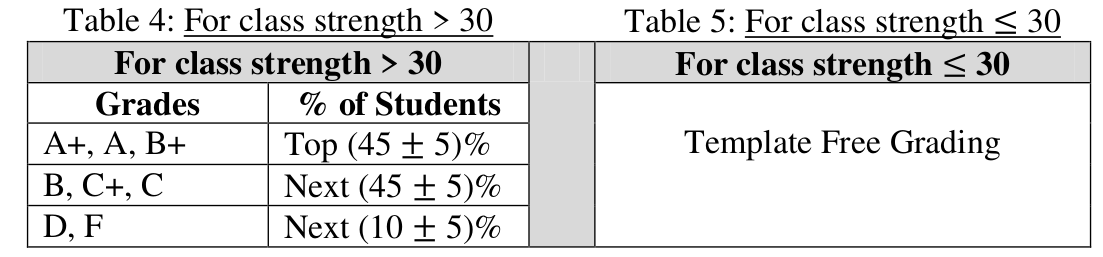 Table 4: For class strength > 30
For class strength > 30
Grades % of Students
A+, A, B+ Top (45 ± 5)%
B, C+, C Next (45 ± 5)%
D, F Next (10 ± 5)%
Table 5: For class strength ≤ 30
For class strength ≤ 30
Template Free Grading